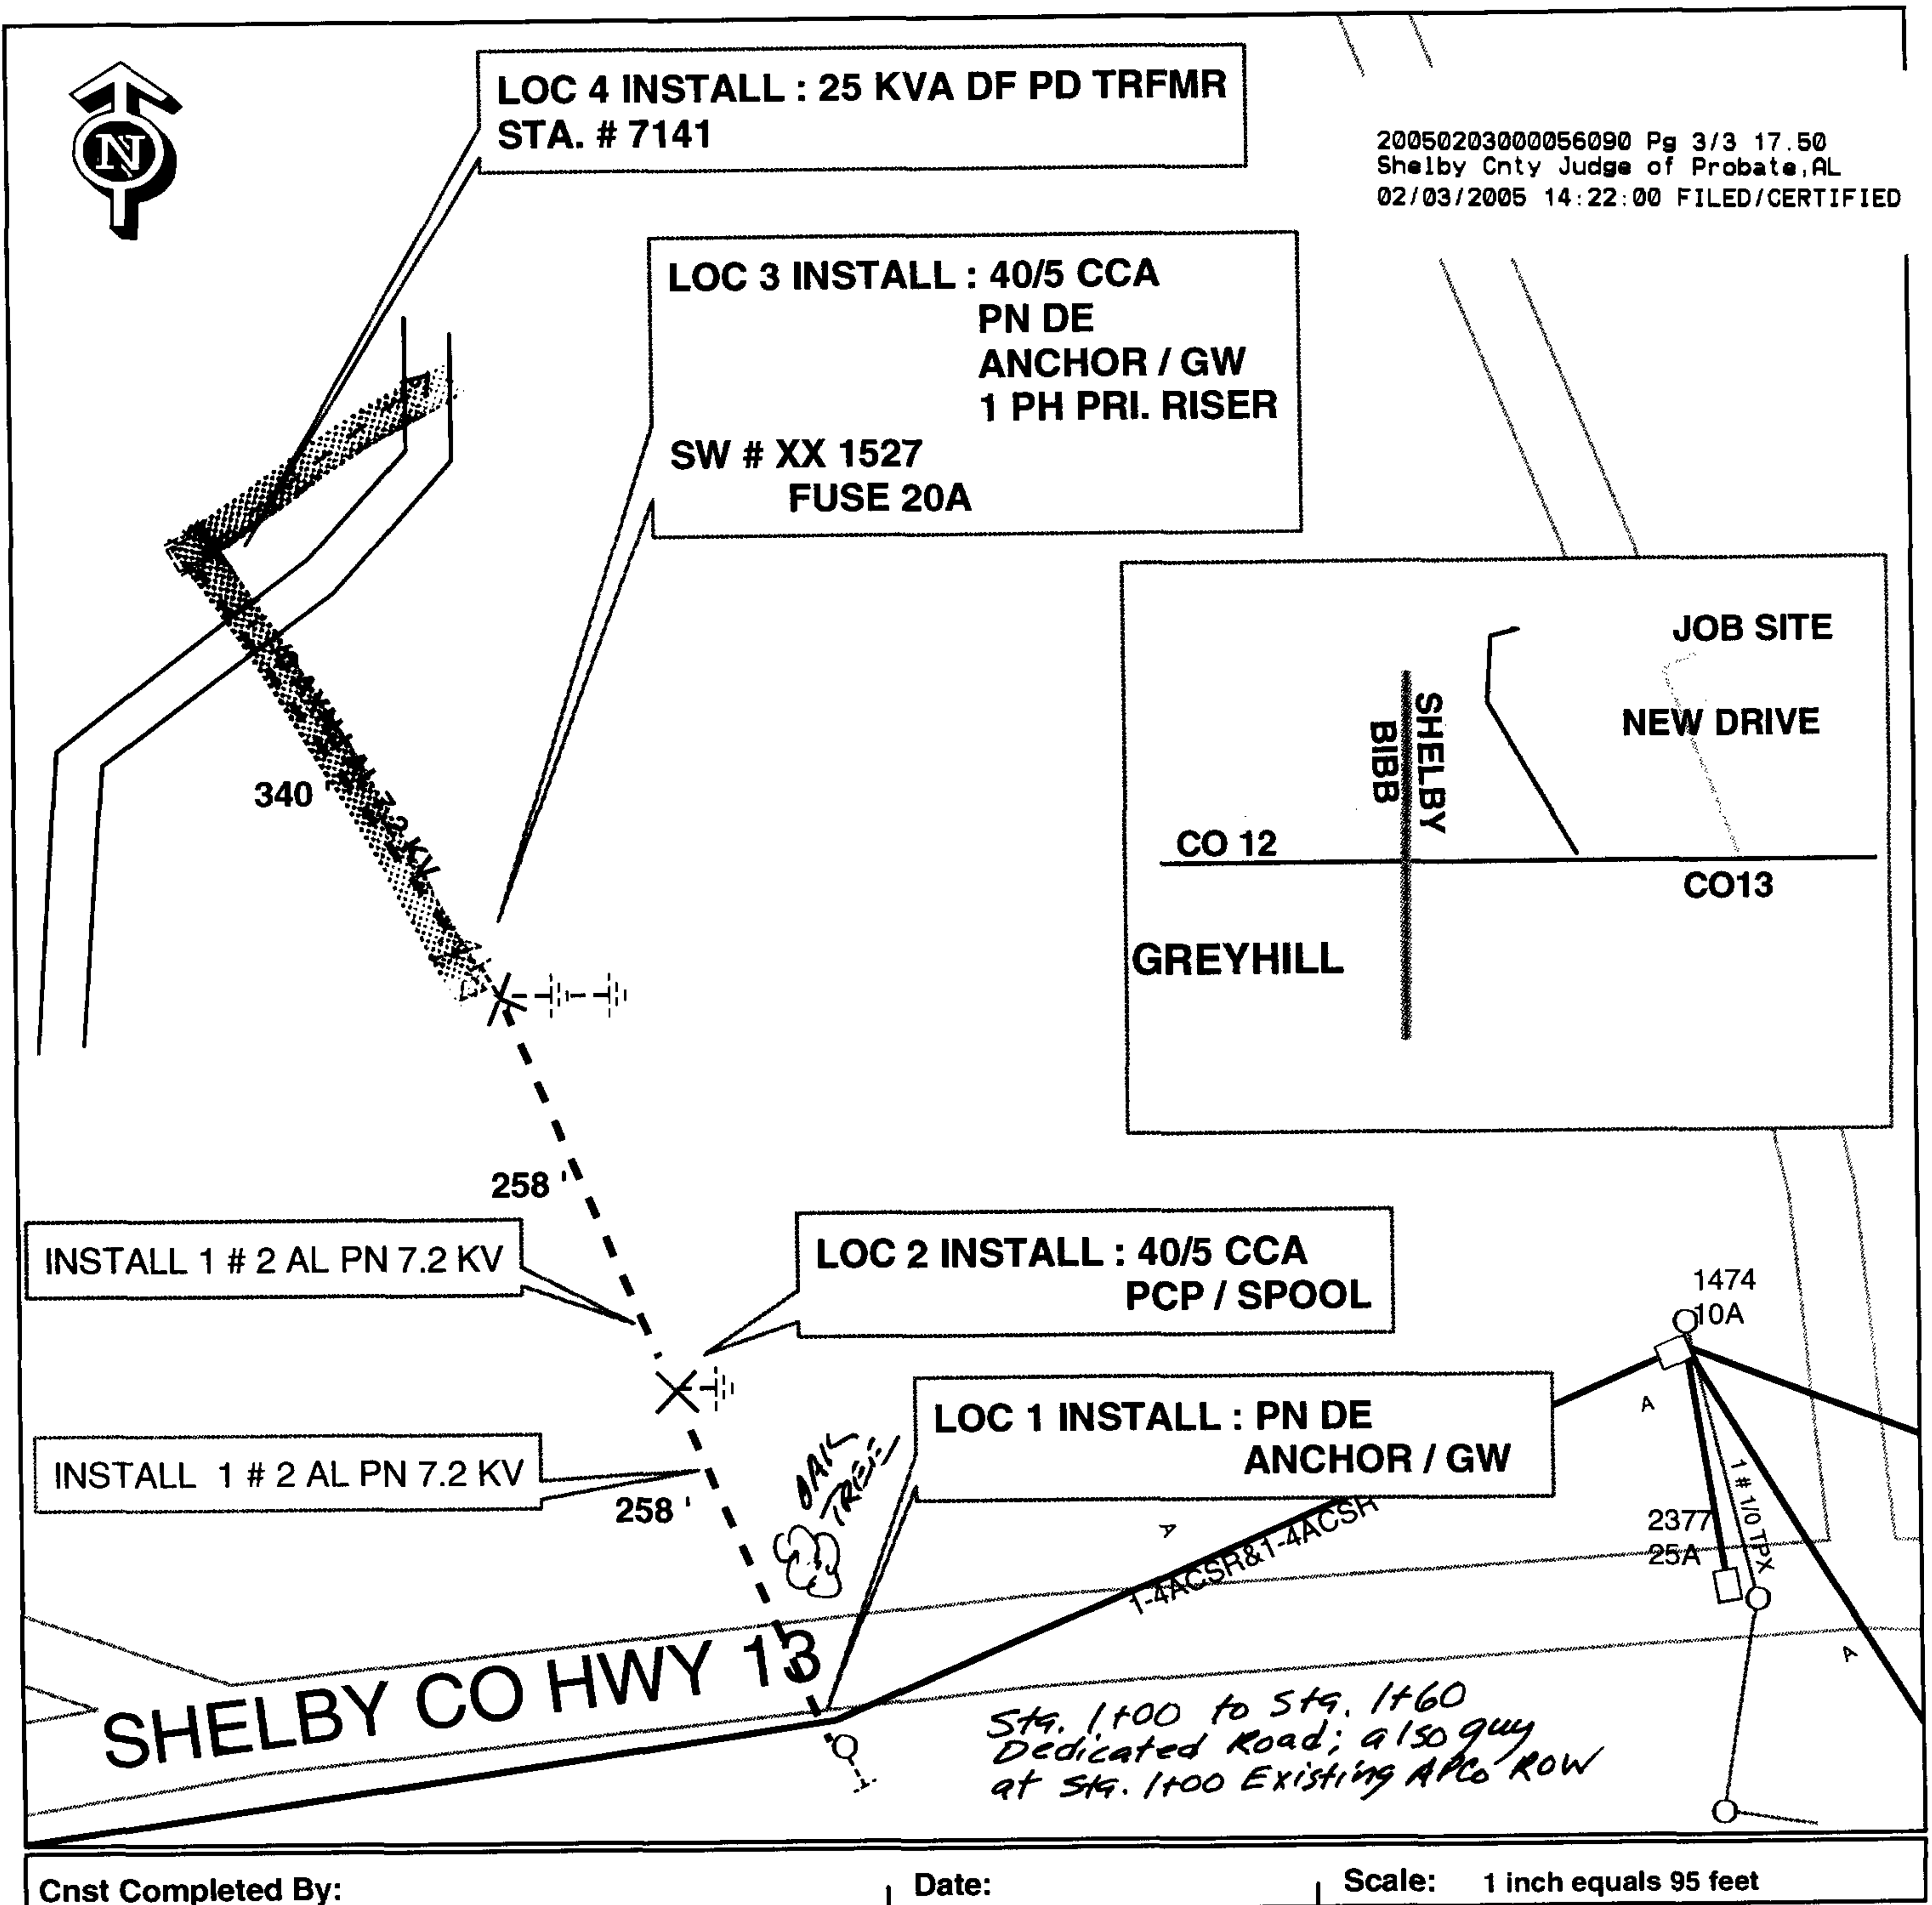 N
LOC 4 INSTALL : 25 KVA DF PD TRFMR
STA. # 7141
20050203000056090 Pg 3/3 17.50
Shelby Cnty Judge of Probate,AL
02/03/2005 14:22:00 FILED/CERTIFIED
LOC 3 INSTALL : 40/5 CCA
PN DE
ANCHOR / GW
1 PH PRI. RISER
SW # XX 1527
FUSE 20A
JOB SITE
NEW DRIVE
SHELBY
BIBB
CO 12
CO13
GREYHILL
340 '
KV
258 '
INSTALL 1 # 2 AL PN 7.2 KV
LOC 2 INSTALL : 40/5 CCA
PCP / SPOOL
1474
10A
LOC 1 INSTALL : PN DE
ANCHOR / GW
A
INSTALL 1 # 2 AL PN 7.2 KV
258 '
OAK
TREE
A
1-4ACSR&1-4ACSR
1 # 1/0 TPX
2377
25A
A
SHELBY CO HWY 13
Sta. 1+00 to Sta. 1+60
Dedicated Road; also guy
at Sta. 1+00 Existing APCo ROW
Cnst Completed By:
Date:
Scale: 1 inch equals 95 feet